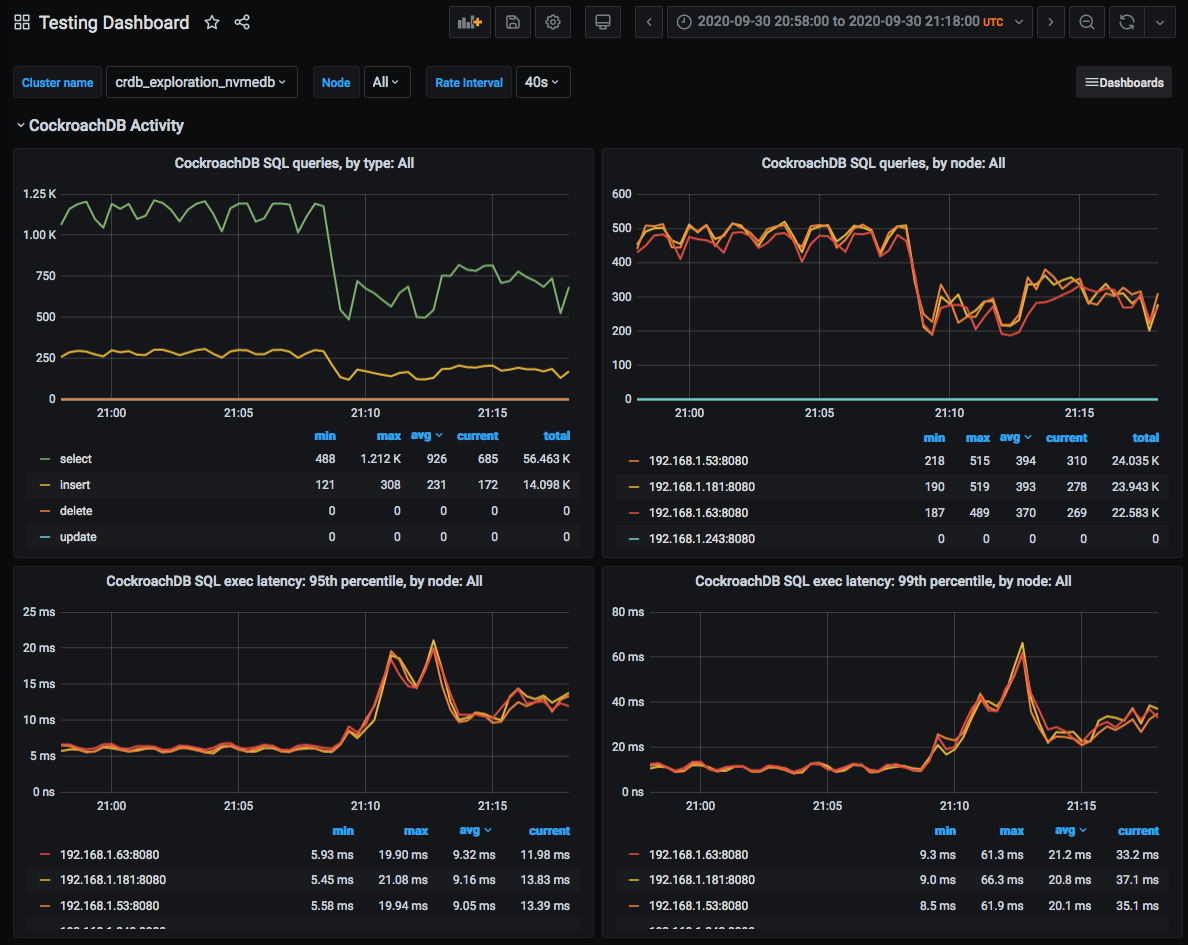 Testing Dashboard
2020-09-30 20:58:00 to 2020-09-30 21:18:00 UTC
Cluster name crdb_exploration_nvmedb Node All Rate Interval 40s Dashboards
CockroachDB Activity
CockroachDB SQL queries, by type: All
1.25 K
1.00 K
750
500
250
0
21:00 21:05 21:10 21:15
min max avg current total
select 488 1.212 K 926 685 56.463 K
insert 121 308 231 172 14.098 K
delete 0 0 0 0 0
update 0 0 0 0 0
CockroachDB SQL queries, by node: All
600
500
400
300
200
100
0
21:00 21:05 21:10 21:15
min max avg current total
192.168.1.53:8080 218 515 394 310 24.035 K
192.168.1.181:8080 190 519 393 278 23.943 K
192.168.1.63:8080 187 489 370 269 22.583 K
192.168.1.243:8080 0 0 0 0 0
CockroachDB SQL exec latency: 95th percentile, by node: All
25 ms
20 ms
15 ms
10 ms
5 ms
0 ns
21:00 21:05 21:10 21:15
min max avg current
192.168.1.63:8080 5.93 ms 19.90 ms 9.32 ms 11.98 ms
192.168.1.181:8080 5.45 ms 21.08 ms 9.16 ms 13.83 ms
192.168.1.53:8080 5.58 ms 19.94 ms 9.05 ms 13.39 ms
CockroachDB SQL exec latency: 99th percentile, by node: All
80 ms
60 ms
40 ms
20 ms
0 ns
21:00 21:05 21:10 21:15
min max avg current
192.168.1.63:8080 9.3 ms 61.3 ms 21.2 ms 33.2 ms
192.168.1.181:8080 9.0 ms 66.3 ms 20.8 ms 37.1 ms
192.168.1.53:8080 8.5 ms 61.9 ms 20.1 ms 35.1 ms